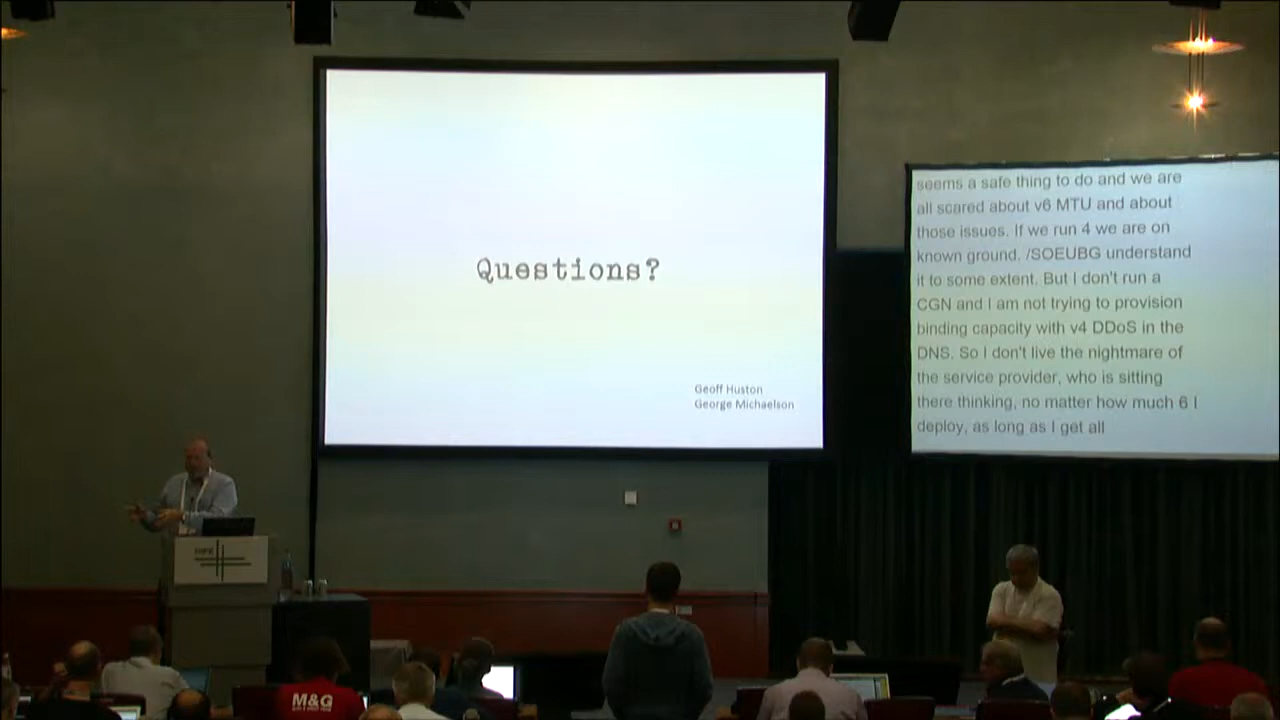 Questions?
Geoff Huston
George Michaelson
seems a safe thing to do and we are
all scared about v6 MTU and about
those issues. If we run 4 we are on
known ground. /SOEUBG understand
it to some extent. But I don't run a
CGN and I am not trying to provision
binding capacity with v4 DDoS in the
DNS. So I don't live the nightmare of
the service provider, who is sitting
there thinking, no matter how much 6 I
deploy, as long as I get all
M&G